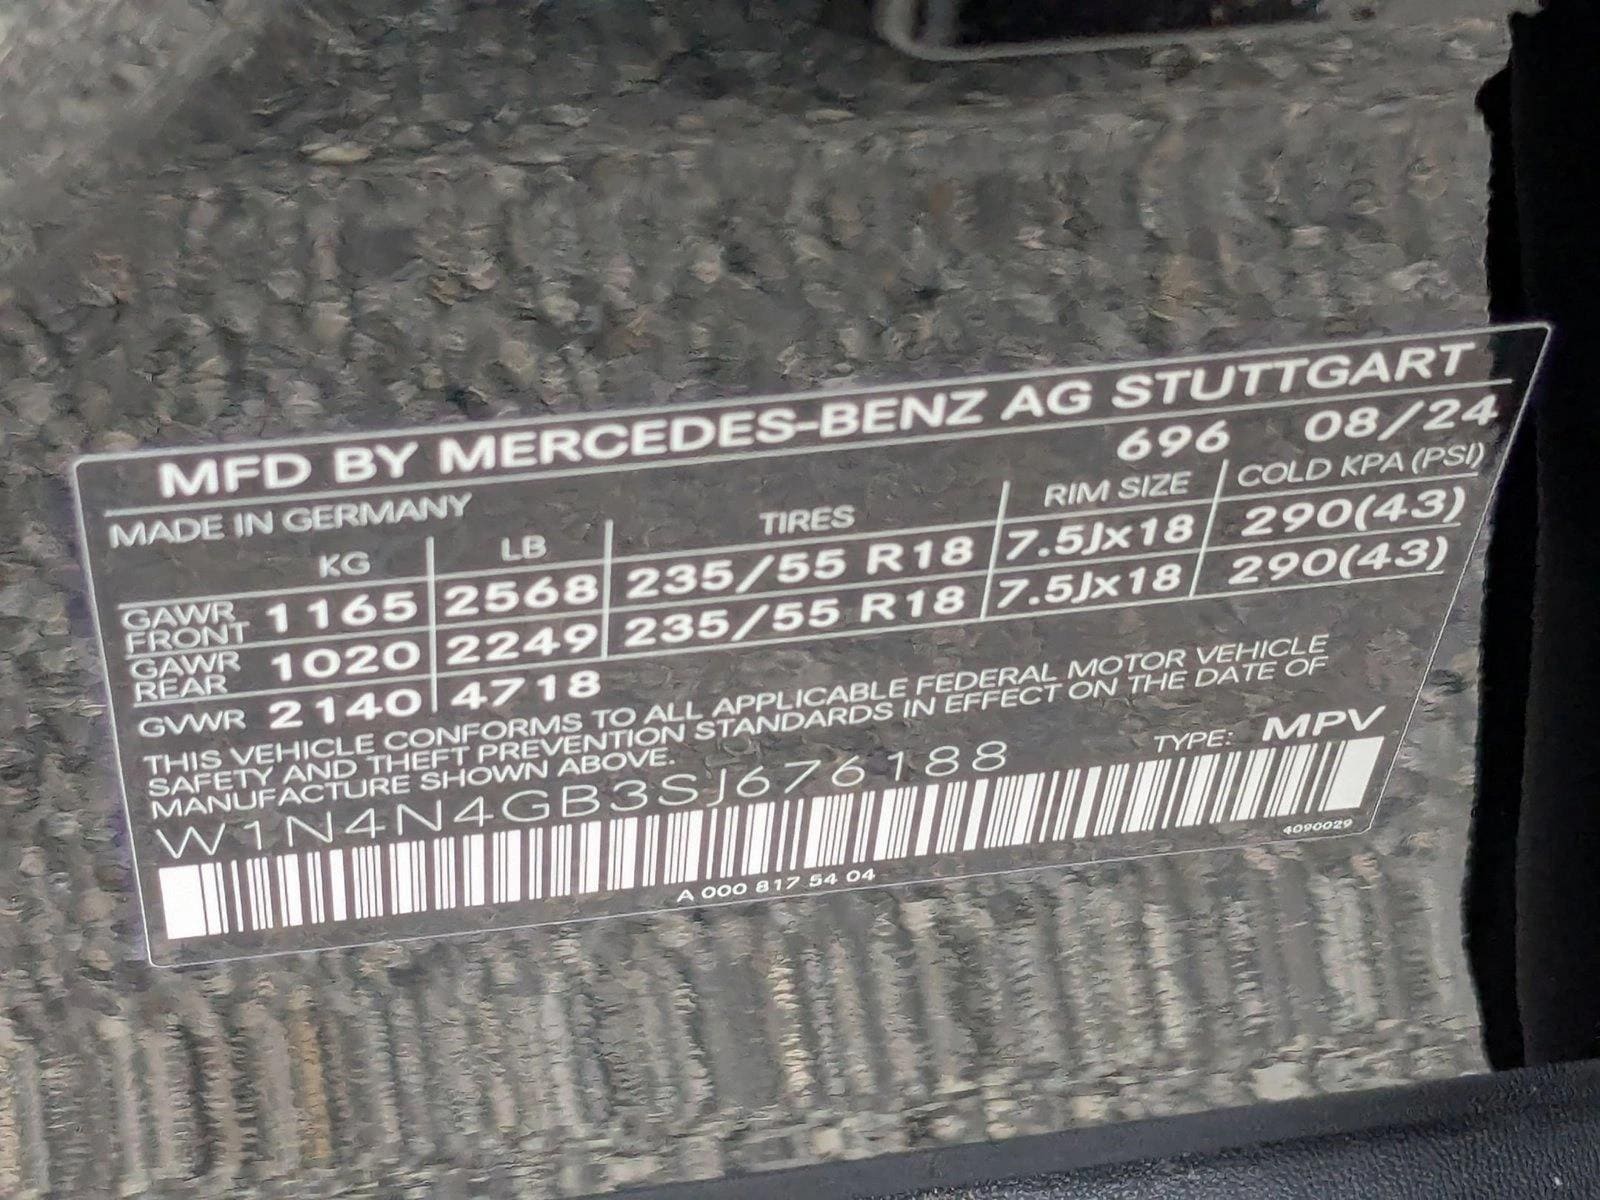 MFD BY MERCEDES-BENZ AG STUTTGART
MADE IN GERMANY 696 08/24
KG LB TIRES RIM SIZE COLD KPA (PSI)
GAWR FRONT 1165 2568 235/55 R18 7.5Jx18 290(43)
GAWR REAR 1020 2249 235/55 R18 7.5Jx18 290(43)
GVWR 2140 4718
THIS VEHICLE CONFORMS TO ALL APPLICABLE FEDERAL MOTOR VEHICLE
SAFETY AND THEFT PREVENTION STANDARDS IN EFFECT ON THE DATE OF
MANUFACTURE SHOWN ABOVE.
TYPE: MPV
W1N4N4GB3SJ676188
4090029
A 000 817 54 04